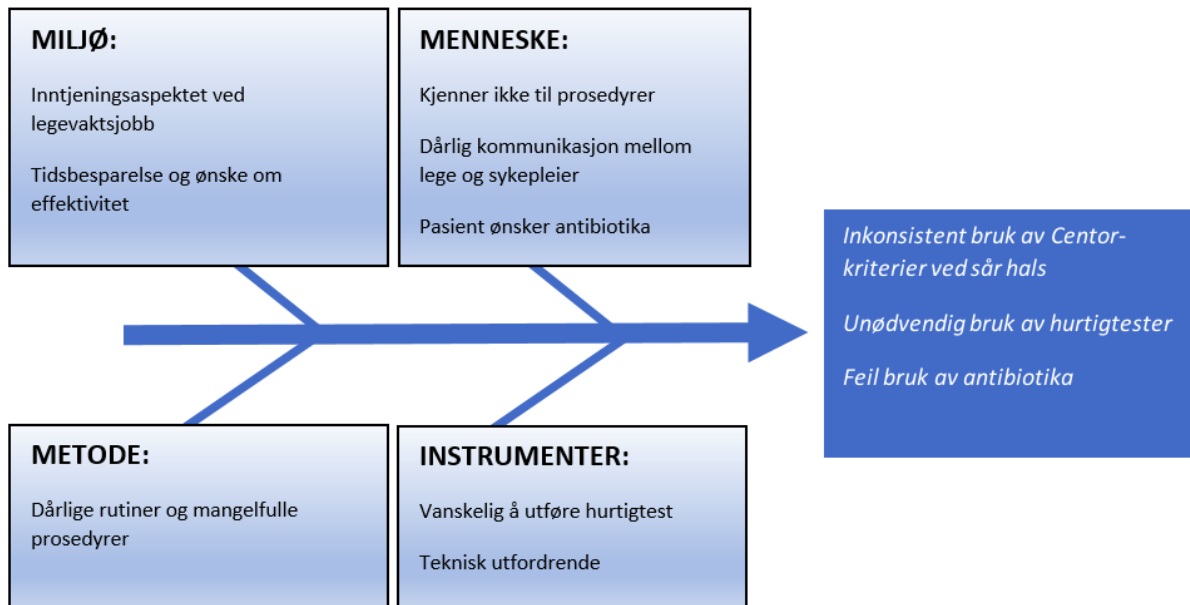 MILJØ:
Inntjeningsaspektet ved
legevaktsjobb
Tidsbesparelse og ønske om
effektivitet
MENNESKE:
Kjenner ikke til prosedyrer
Dårlig kommunikasjon mellom
lege og sykepleier
Pasient ønsker antibiotika
Inkonsistent bruk av Centor-
kriterier ved sår hals
Unødvendig bruk av hurtigtester
Feil bruk av antibiotika
METODE:
Dårlige rutiner og mangelfulle
prosedyrer
INSTRUMENTER:
Vanskelig å utføre hurtigtest
Teknisk utfordrende